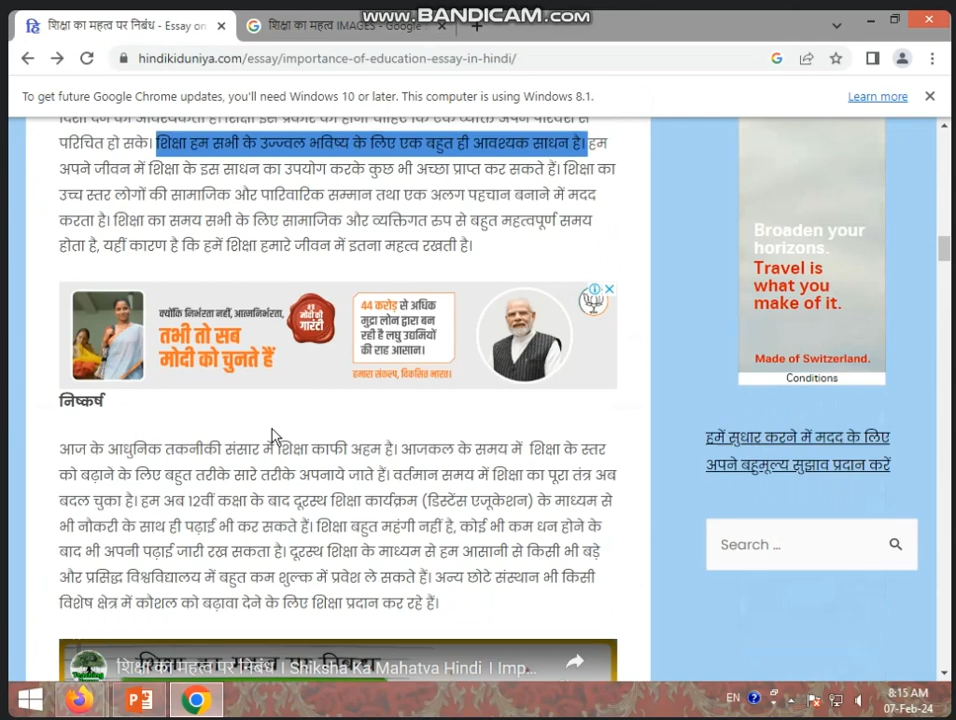 www.BANDICAM.com
शिक्षा का महत्व पर निबंध - Essay on
शिक्षा का महत्व IMAGES - Google
hindikiduniya.com/essay/importance-of-education-essay-in-hindi/
To get future Google Chrome updates, you'll need Windows 10 or later. This computer is using Windows 8.1.
Learn more
परिचित हो सके। शिक्षा हम सभी के उज्ज्वल भविष्य के लिए एक बहुत ही आवश्यक साधन है। हम
अपने जीवन में शिक्षा के इस साधन का उपयोग करके कुछ भी अच्छा प्राप्त कर सकते हैं। शिक्षा का
उच्च स्तर लोगों की सामाजिक और पारिवारिक सम्मान तथा एक अलग पहचान बनाने में मदद
करता है। शिक्षा का समय सभी के लिए सामाजिक और व्यक्तिगत रुप से बहुत महत्वपूर्ण समय
होता है, यहीं कारण है कि हमें शिक्षा हमारे जीवन में इतना महत्व रखती है।
क्योंकि निर्भरता नहीं, आत्मनिर्भरता,
तभी तो सब
मोदी को चुनते हैं
मोदी की
गारंटी
44 करोड़ से अधिक
मुद्रा लोन द्वारा बन
रही है लघु उद्यमियों
की राह आसान।
हमारा संकल्प, विकसित भारत।
निष्कर्ष
आज के आधुनिक तकनीकी संसार में शिक्षा काफी अहम है। आजकल के समय में शिक्षा के स्तर
को बढ़ाने के लिए बहुत तरीके सारे तरीके अपनाये जाते हैं। वर्तमान समय में शिक्षा का पूरा तंत्र अब
बदल चुका है। हम अब 12वीं कक्षा के बाद दूरस्थ शिक्षा कार्यक्रम (डिस्टेंस एजूकेशन) के माध्यम से
भी नोकरी के साथ ही पढ़ाई भी कर सकते हैं। शिक्षा बहुत महंगी नहीं है, कोई भी कम धन होने के
बाद भी अपनी पढ़ाई जारी रख सकता है। दूरस्थ शिक्षा के माध्यम से हम आसानी से किसी भी बड़े
और प्रसिद्ध विश्वविद्यालय में बहुत कम शुल्क में प्रवेश ले सकते हैं। अन्य छोटे संस्थान भी किसी
विशेष क्षेत्र में कौशल को बढ़ावा देने के लिए शिक्षा प्रदान कर रहे हैं।
शिक्षा का महत्व पर निबंध । Shiksha Ka Mahatva Hindi । Imp...
Broaden your
horizons.
Travel is
what you
make of it.
Made of Switzerland.
Conditions
हमें सुधार करने में मदद के लिए
अपने बहुमूल्य सुझाव प्रदान करें
Search ...
EN
8:15 AM
07-Feb-24